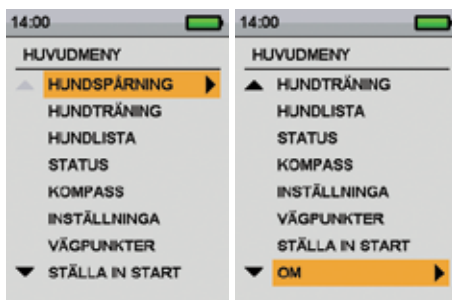 14:00
HUVUDMENY
HUNDSPÅRNING
HUNDTRÄNING
HUNDLISTA
STATUS
KOMPASS
INSTÄLLNINGA
VÄGPUNKTER
STÄLLA IN START
14:00
HUVUDMENY
HUNDTRÄNING
HUNDLISTA
STATUS
KOMPASS
INSTÄLLNINGA
VÄGPUNKTER
STÄLLA IN START
OM